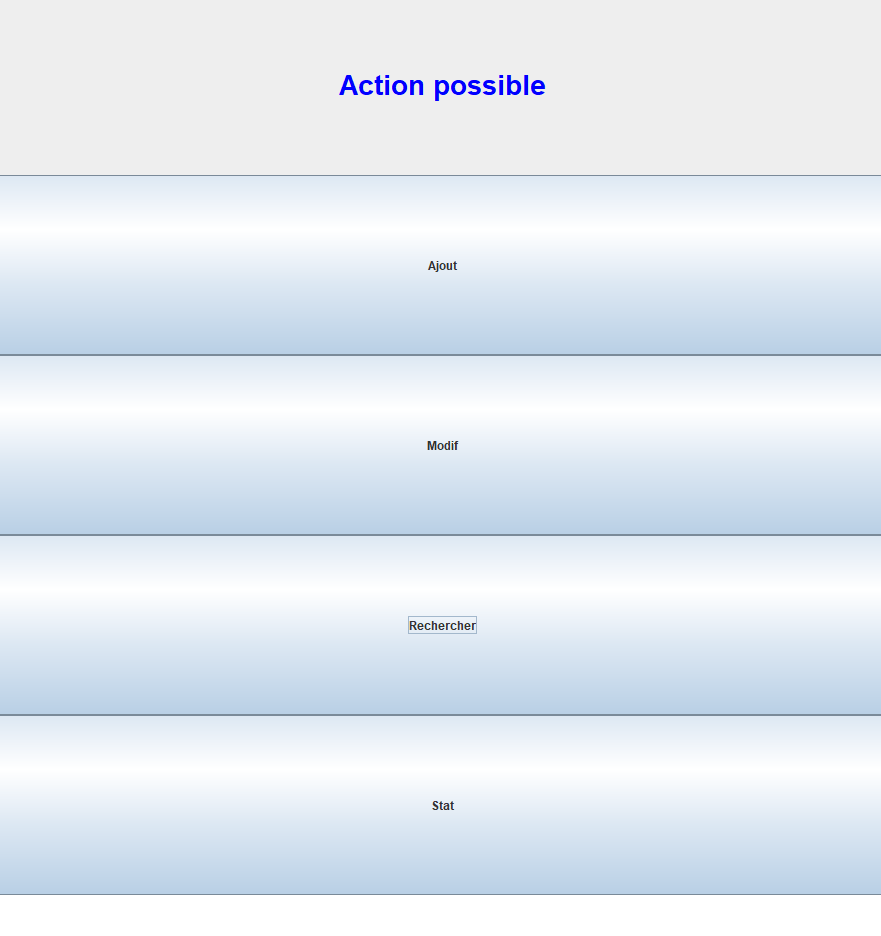 Action possible
Ajout
Modif
Rechercher
Stat